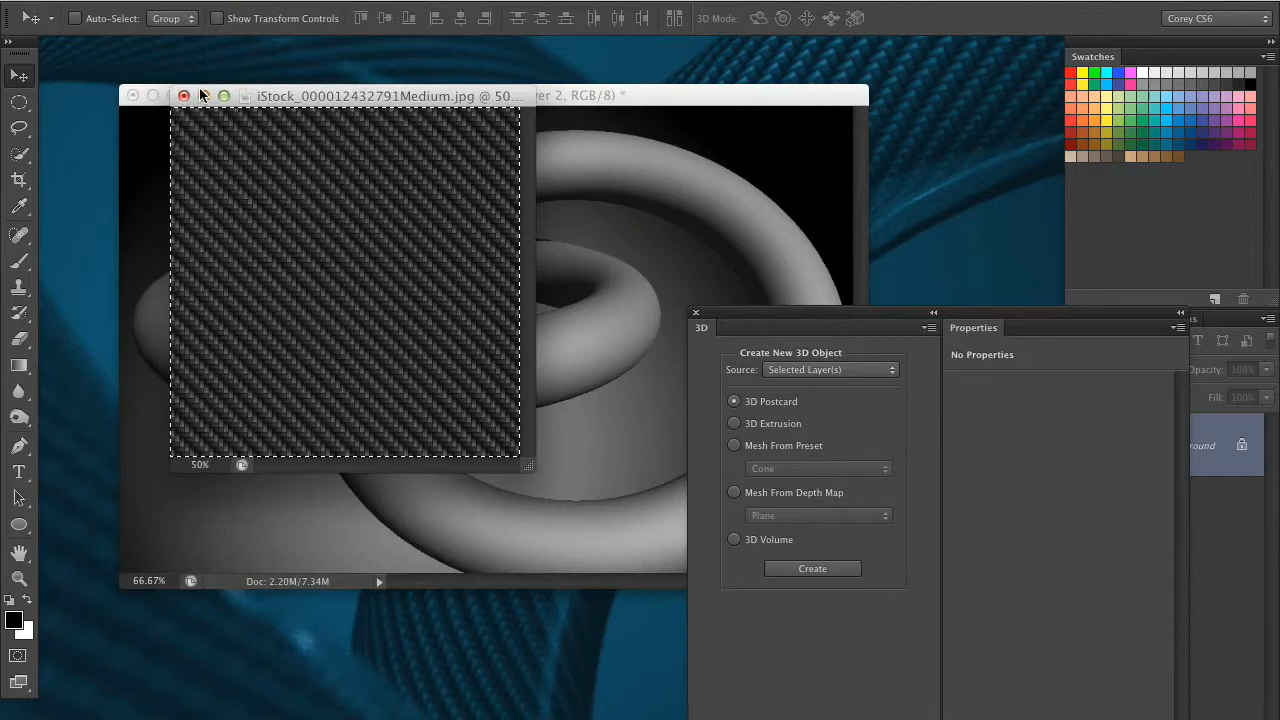 Auto-Select:
Group
Show Transform Controls
3D Mode:
Corey CS6
Swatches
iStock_000012432791Medium.jpg @ 50...
er 2, RGB/8) *
3D
Properties
Create New 3D Object
No Properties
Source:
Selected Layer(s)
Opacity:
100%
3D Postcard
Fill:
100%
3D Extrusion
Mesh From Preset
round
50%
Cone
Mesh From Depth Map
Plane
3D Volume
Create
66.67%
Doc: 2.20M/7.34M